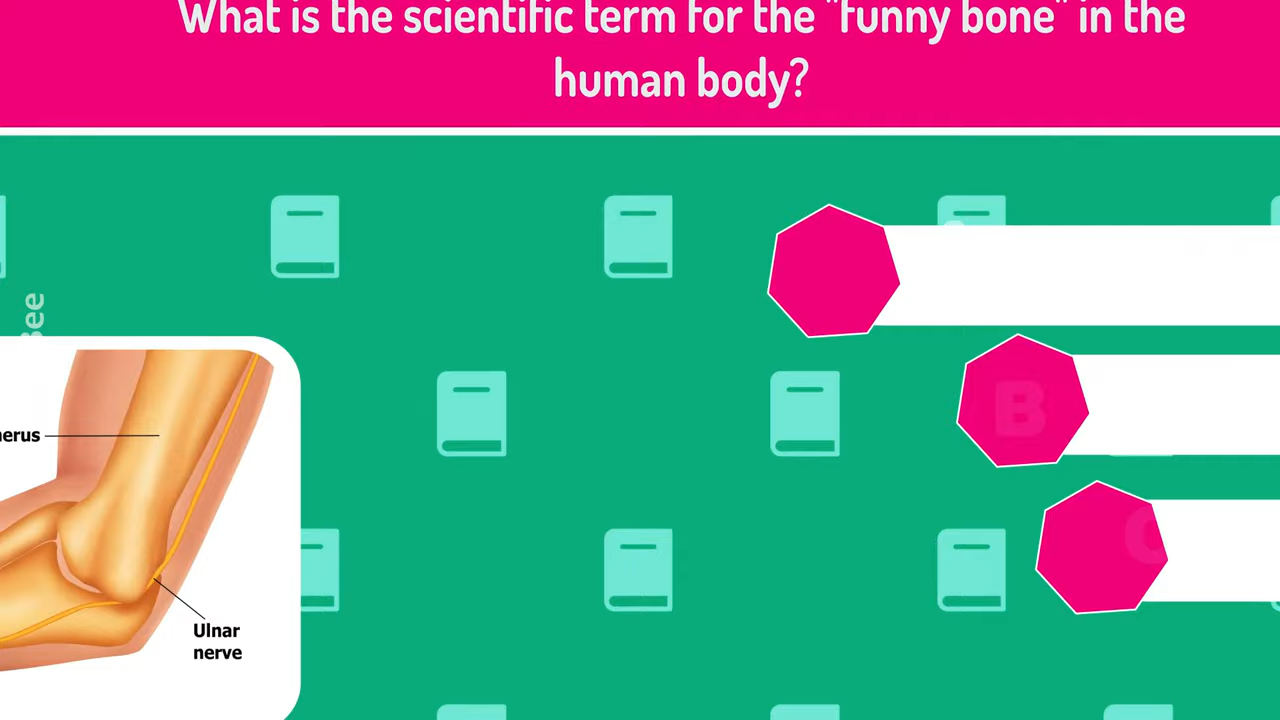 What is the scientific term for the "funny bone" in the
human body?
B
C
Ulnar
nerve